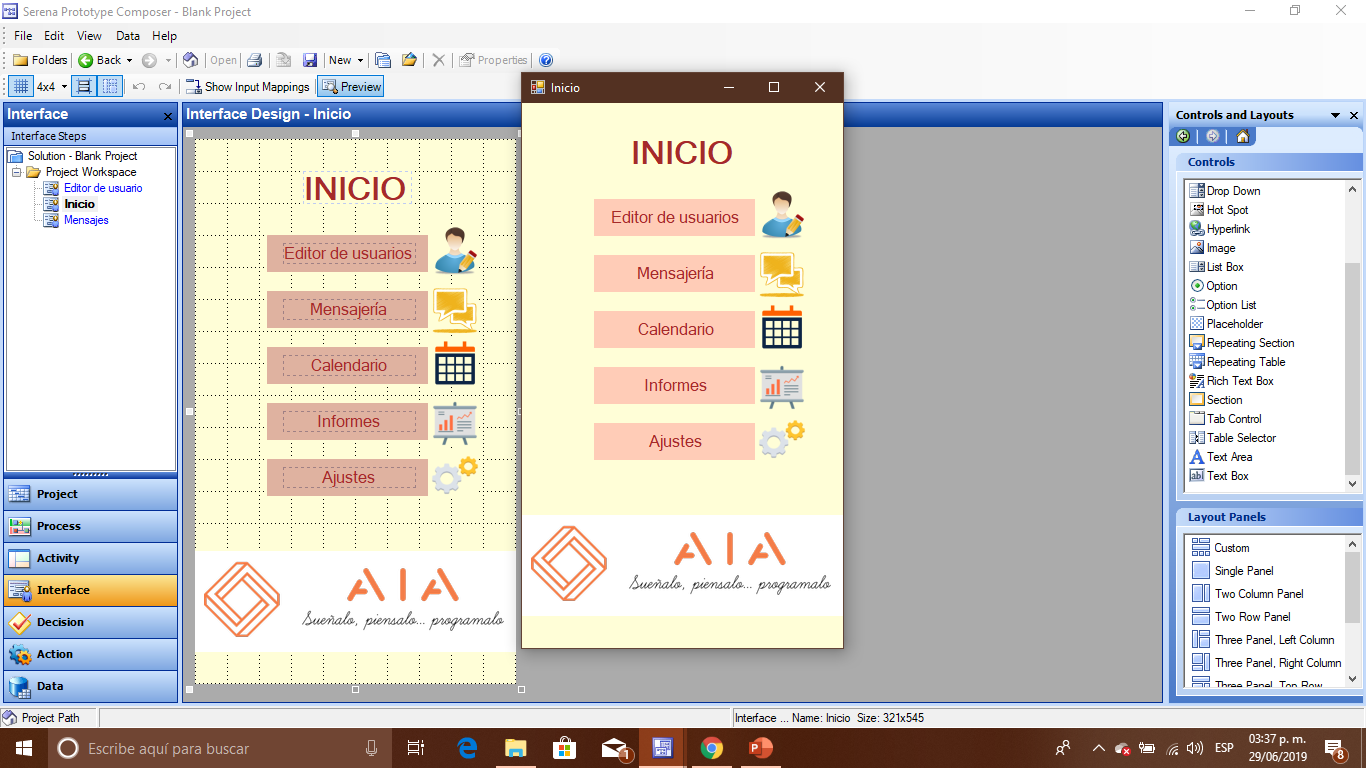 Serena Prototype Composer - Blank Project
File Edit View Data Help
Folders Back Open New Properties
4x4 Show Input Mappings Preview
Interface
Interface Steps
Solution - Blank Project
Project Workspace
Editor de usuario
Inicio
Mensajes
Project
Process
Activity
Interface
Decision
Action
Data
Interface Design - Inicio
INICIO
Editor de usuarios
Mensajería
Calendario
Informes
Ajustes
AIA
Sueñalo, piensalo... programalo
Inicio
INICIO
Editor de usuarios
Mensajería
Calendario
Informes
Ajustes
AIA
Sueñalo, piensalo... programalo
Controls and Layouts
Controls
Drop Down
Hot Spot
Hyperlink
Image
List Box
Option
Option List
Placeholder
Repeating Section
Repeating Table
Rich Text Box
Section
Tab Control
Table Selector
Text Area
Text Box
Layout Panels
Custom
Single Panel
Two Column Panel
Two Row Panel
Three Panel, Left Column
Three Panel, Right Column
Three Panel, Top Row
Project Path
Interface ... Name: Inicio Size: 321x545
Escribe aquí para buscar
1
ESP
03:37 p. m.
29/06/2019
8